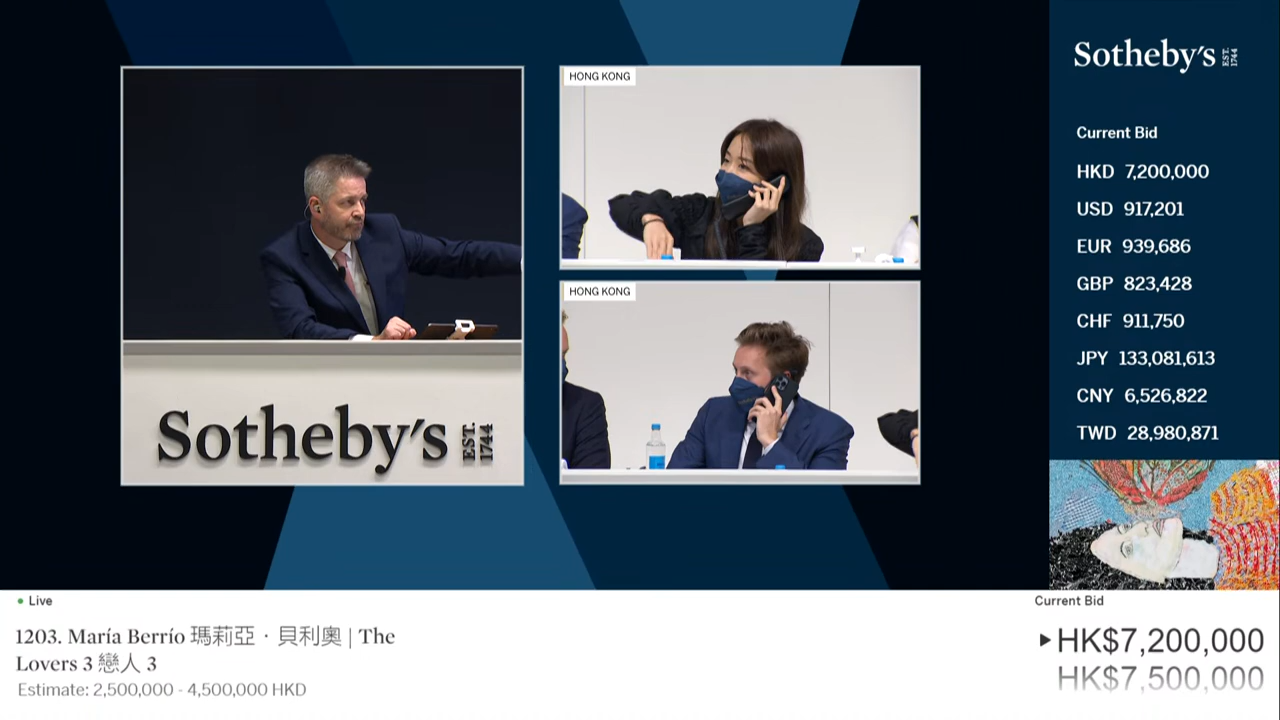 Sotheby's EST. 1744
HONG KONG
HONG KONG
Sotheby's EST. 1744
Current Bid
HKD 7,200,000
USD 917,201
EUR 939,686
GBP 823,428
CHF 911,750
JPY 133,081,613
CNY 6,526,822
TWD 28,980,871
Live
1203. María Berrío 瑪莉亞·貝利奧 | The
Lovers 3 戀人 3
Estimate: 2,500,000 - 4,500,000 HKD
Current Bid
HK$7,200,000
HK$7,500,000